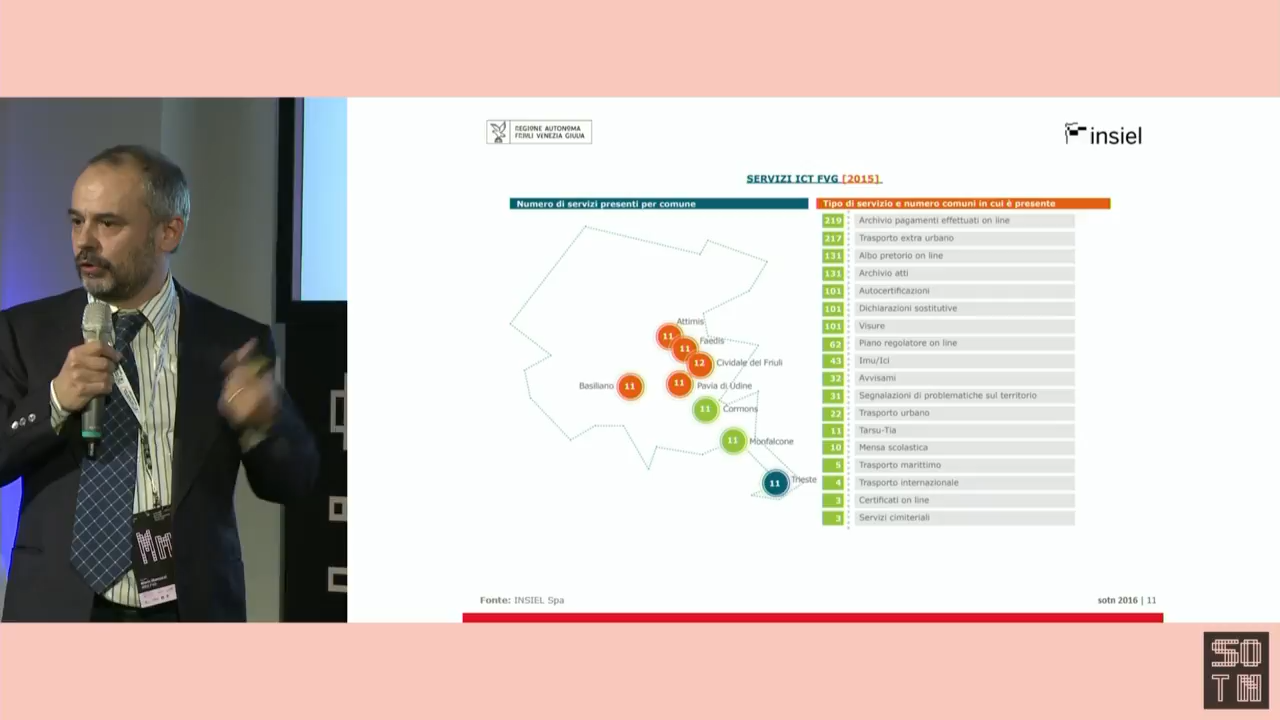 REGIONE AUTONOMA
FRIULI VENEZIA GIULIA
insiel
SERVIZI ICT FVG [2015]
Numero di servizi presenti per comune
Attimis
11
Faedis
11
12 Cividale del Friuli
Basiliano 11
11 Pavia di Udine
11 Cormons
11 Monfalcone
11 Trieste
Tipo di servizio e numero comuni in cui è presente
219 Archivio pagamenti effettuati on line
217 Trasporto extra urbano
131 Albo pretorio on line
131 Archivio atti
101 Autocertificazioni
101 Dichiarazioni sostitutive
101 Visure
62 Piano regolatore on line
43 Imu/Ici
32 Avvisami
31 Segnalazioni di problematiche sul territorio
22 Trasporto urbano
11 Tarsu-Tia
10 Mensa scolastica
5 Trasporto marittimo
4 Trasporto internazionale
3 Certificati on line
3 Servizi cimiteriali
Fonte: INSIEL Spa
sotn 2016 | 11
SO
TN